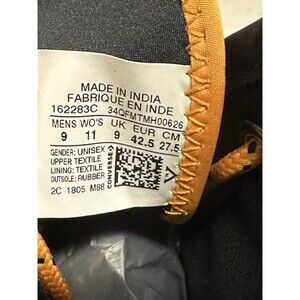 MADE IN INDIA
FABRIQUE EN INDE
162283C 34QFMTMH00626
MENS WO'S UK EUR CM
9 11 9 42.5 27.5
GENDER: UNISEX
UPPER: TEXTILE
LINING: TEXTILE
OUTSOLE: RUBBER
2C 1805 M88
CONVERSE